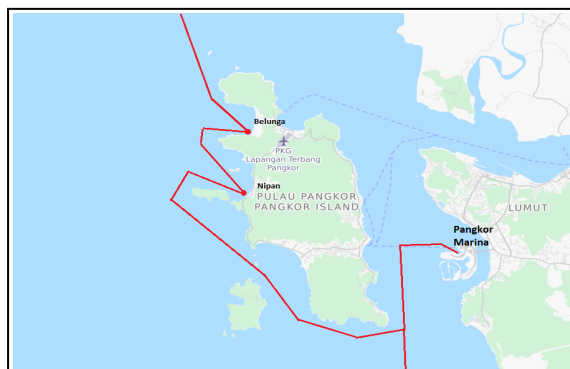 Belunga
PKG
Lapangan Terbang
Pangkor
Nipan
PULAU PANGKOR
PANGKOR ISLAND
LUMUT
Pangkor
Marina